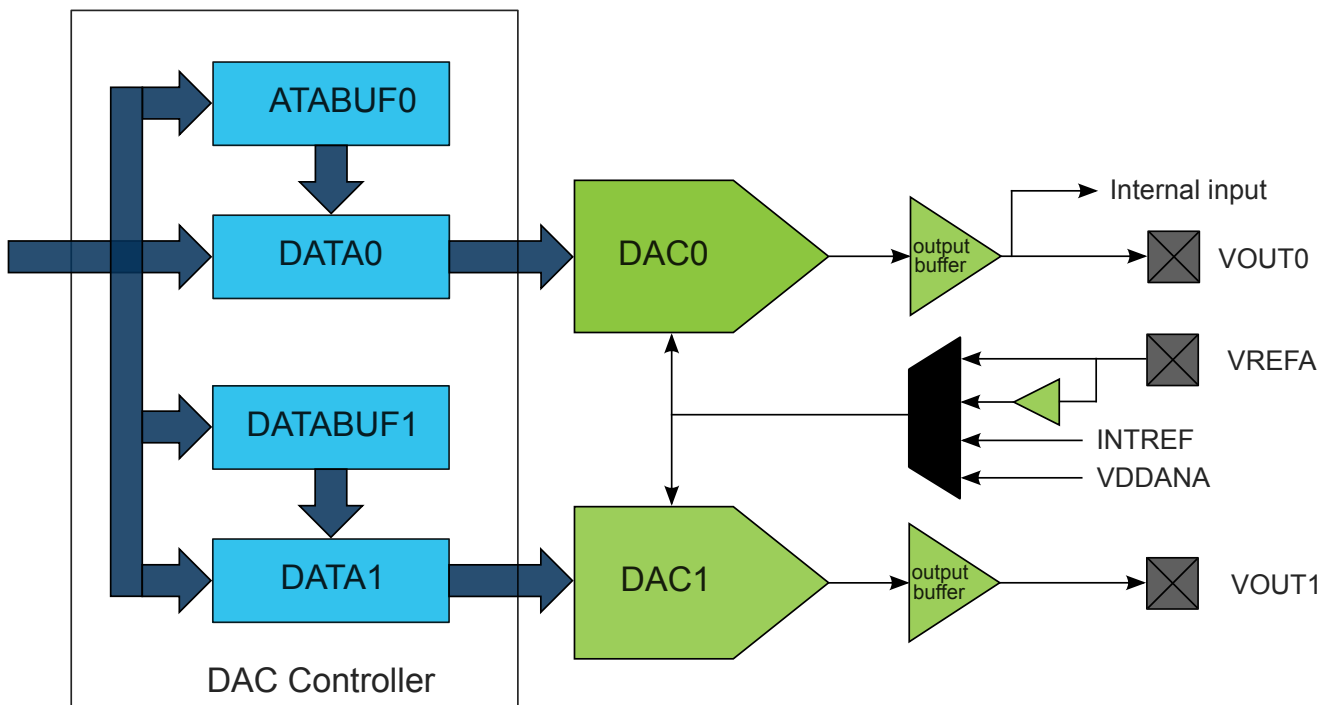 ATABUF0
DATA0
DAC0
output
buffer
Internal input
VOUT0
VREFA
INTREF
VDDANA
DATABUF1
DATA1
DAC1
output
buffer
VOUT1
DAC Controller